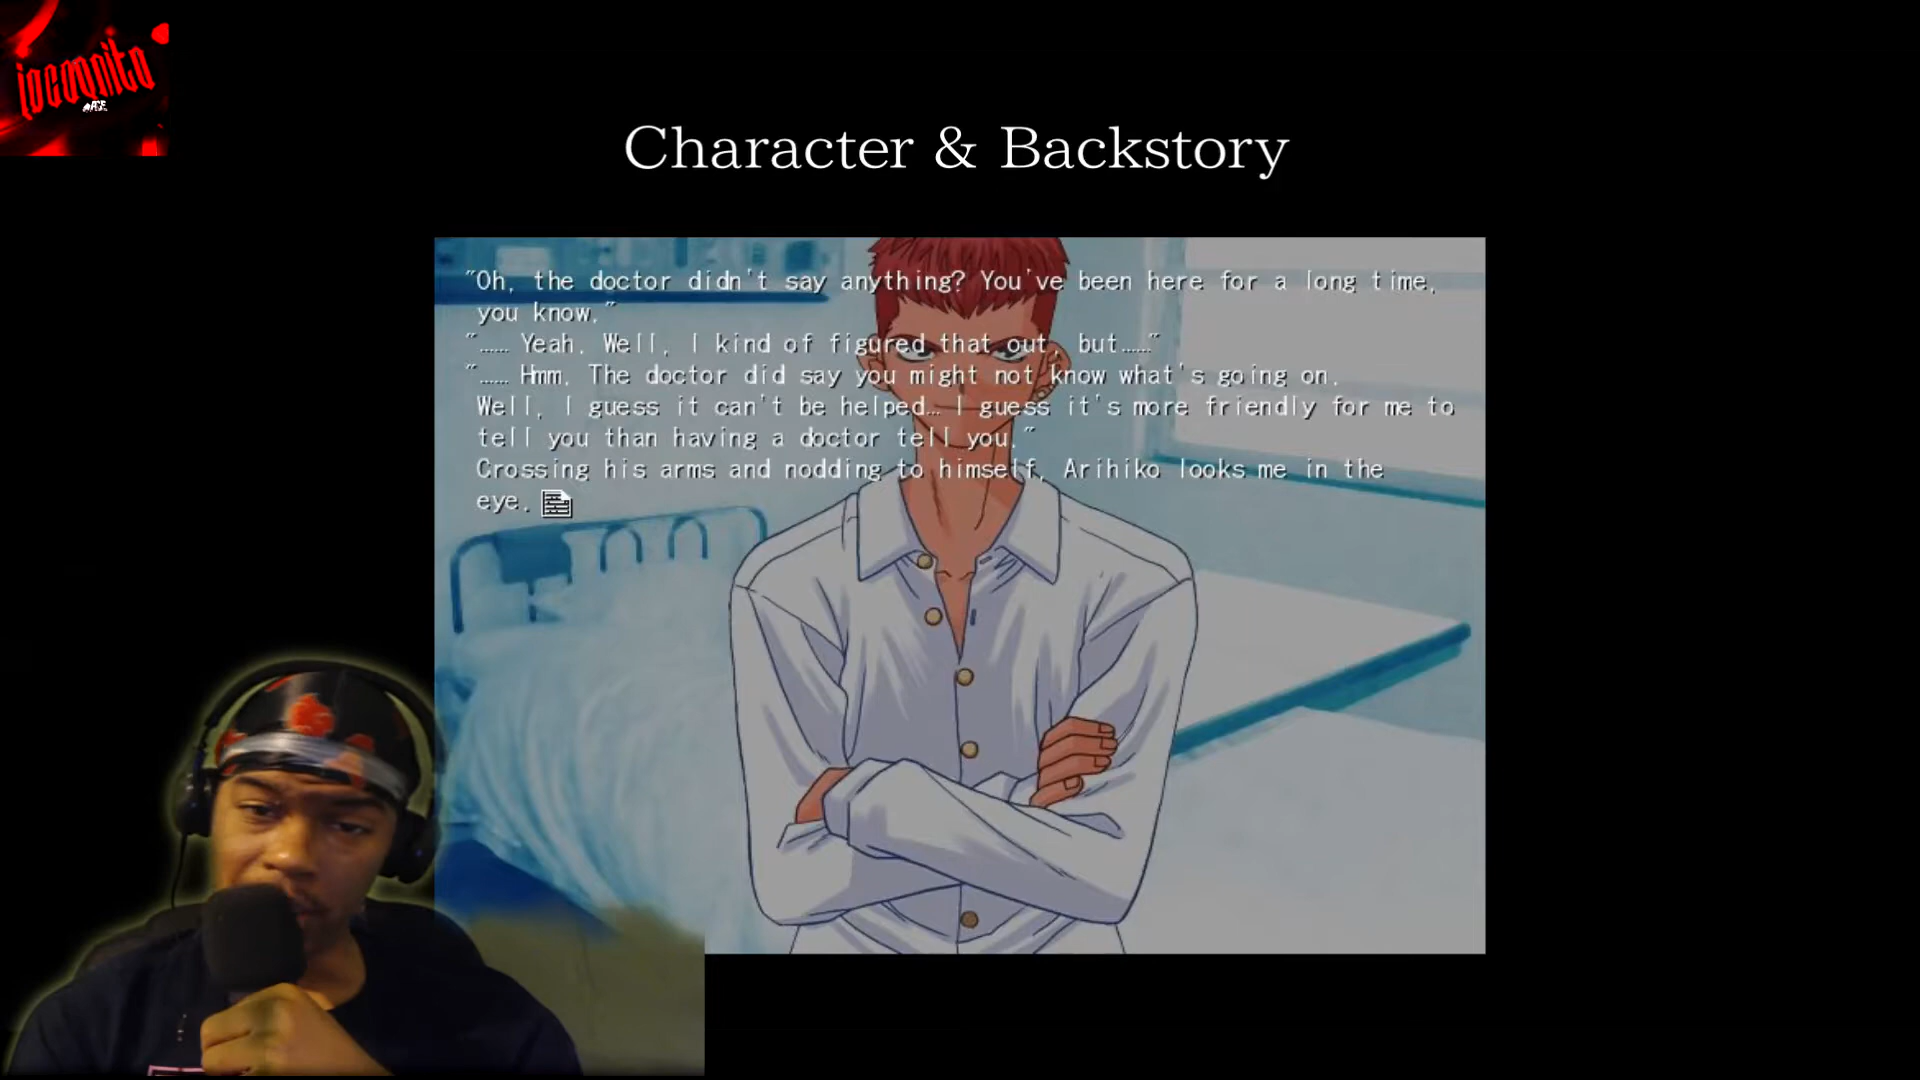 incognito
ACE
Character & Backstory
"Oh, the doctor didn't say anything? You've been here for a long time,
you know."
"…… Yeah. Well, I kind of figured that out, but……"
"…… Hmm. The doctor did say you might not know what's going on.
Well, I guess it can't be helped… I guess it's more friendly for me to
tell you than having a doctor tell you."
Crossing his arms and nodding to himself, Arihiko looks me in the
eye.